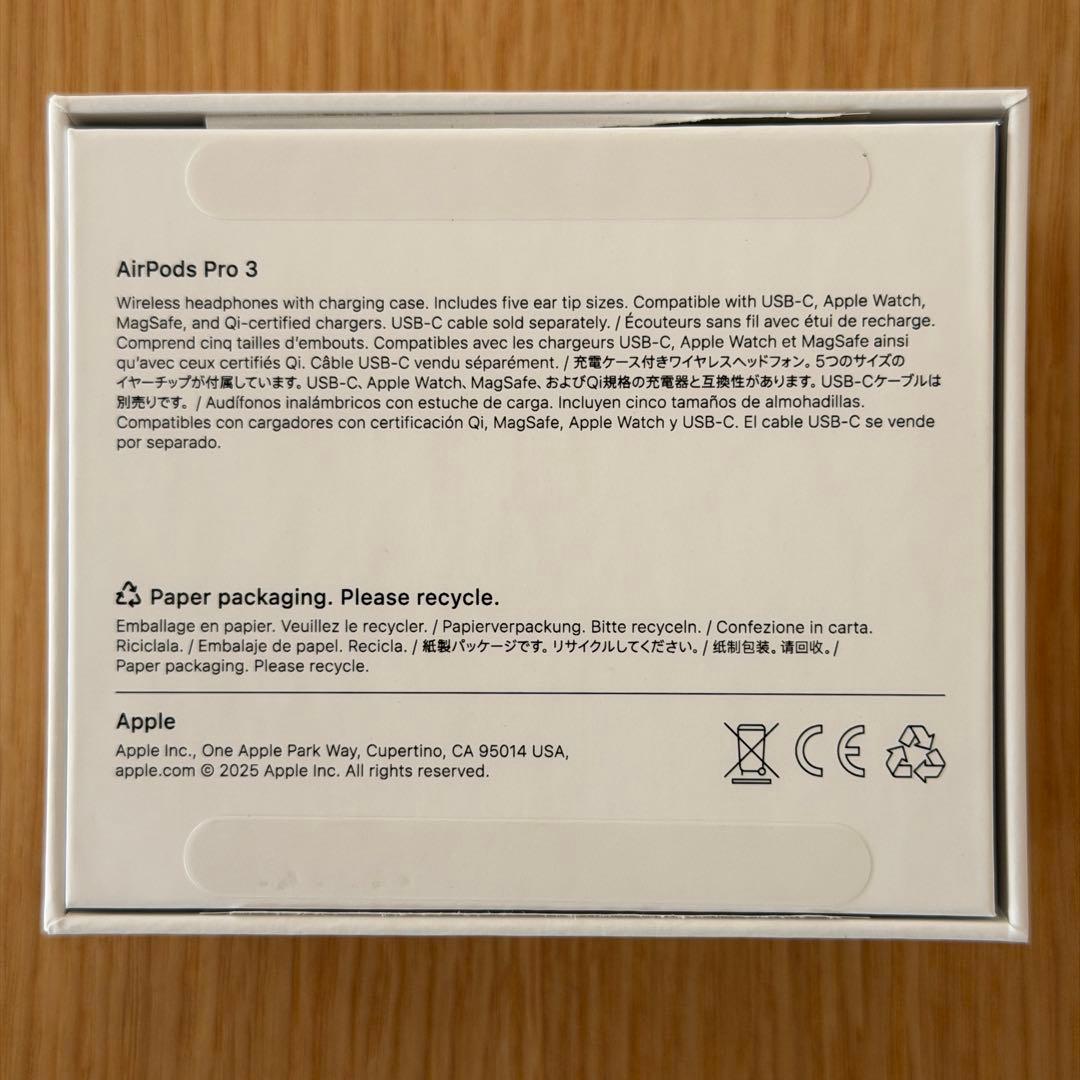 AirPods Pro 3
Wireless headphones with charging case. Includes five ear tip sizes. Compatible with USB-C, Apple Watch,
MagSafe, and Qi-certified chargers. USB-C cable sold separately. / Écouteurs sans fil avec étui de recharge.
Comprend cinq tailles d'embouts. Compatibles avec les chargeurs USB-C, Apple Watch et MagSafe ainsi
qu'avec ceux certifiés Qi. Câble USB-C vendu séparément. / 充電ケース付きワイヤレスヘッドフォン。5つのサイズの
イヤーチップが付属しています。USB-C、Apple Watch、MagSafe、およびQi規格の充電器と互換性があります。USB-Cケーブルは
別売りです。 / Audífonos inalámbricos con estuche de carga. Incluyen cinco tamaños de almohadillas.
Compatibles con cargadores con certificación Qi, MagSafe, Apple Watch y USB-C. El cable USB-C se vende
por separado.
Paper packaging. Please recycle.
Emballage en papier. Veuillez le recycler. / Papierverpackung. Bitte recyceln. / Confezione in carta.
Riciclala. / Embalaje de papel. Recicla. / 紙製パッケージです。リサイクルしてください。/ 纸制包装。请回收。/
Paper packaging. Please recycle.
Apple
Apple Inc., One Apple Park Way, Cupertino, CA 95014 USA,
apple.com © 2025 Apple Inc. All rights reserved.
CE